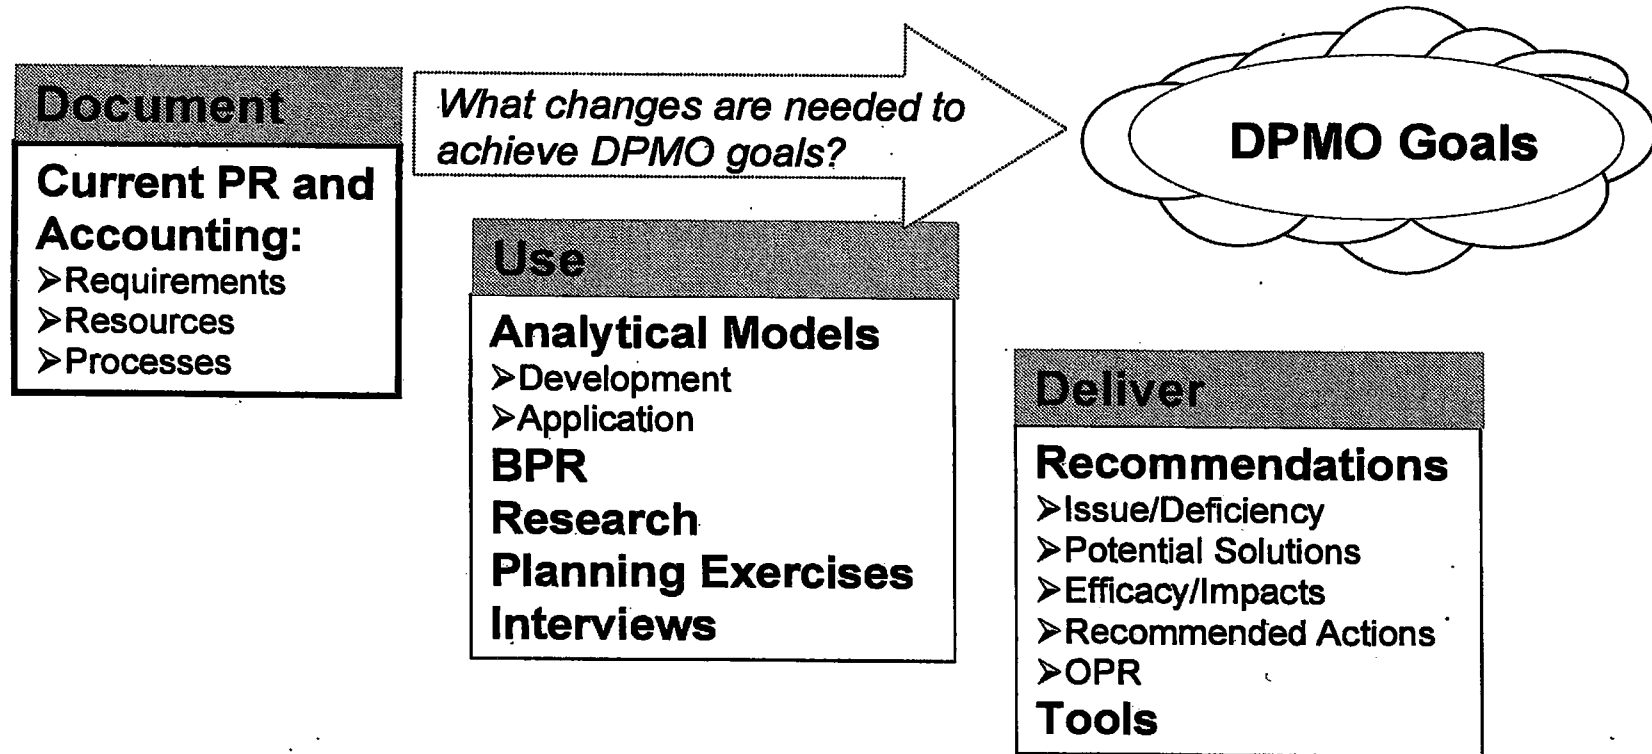 Document
Current PR and
Accounting:
➢Requirements
➢Resources
➢Processes
What changes are needed to
achieve DPMO goals?
DPMO Goals
Use
Analytical Models
➢Development
➢Application
BPR
Research
Planning Exercises
Interviews
Deliver
Recommendations
➢Issue/Deficiency
➢Potential Solutions
➢Efficacy/Impacts
➢Recommended Actions
➢OPR
Tools